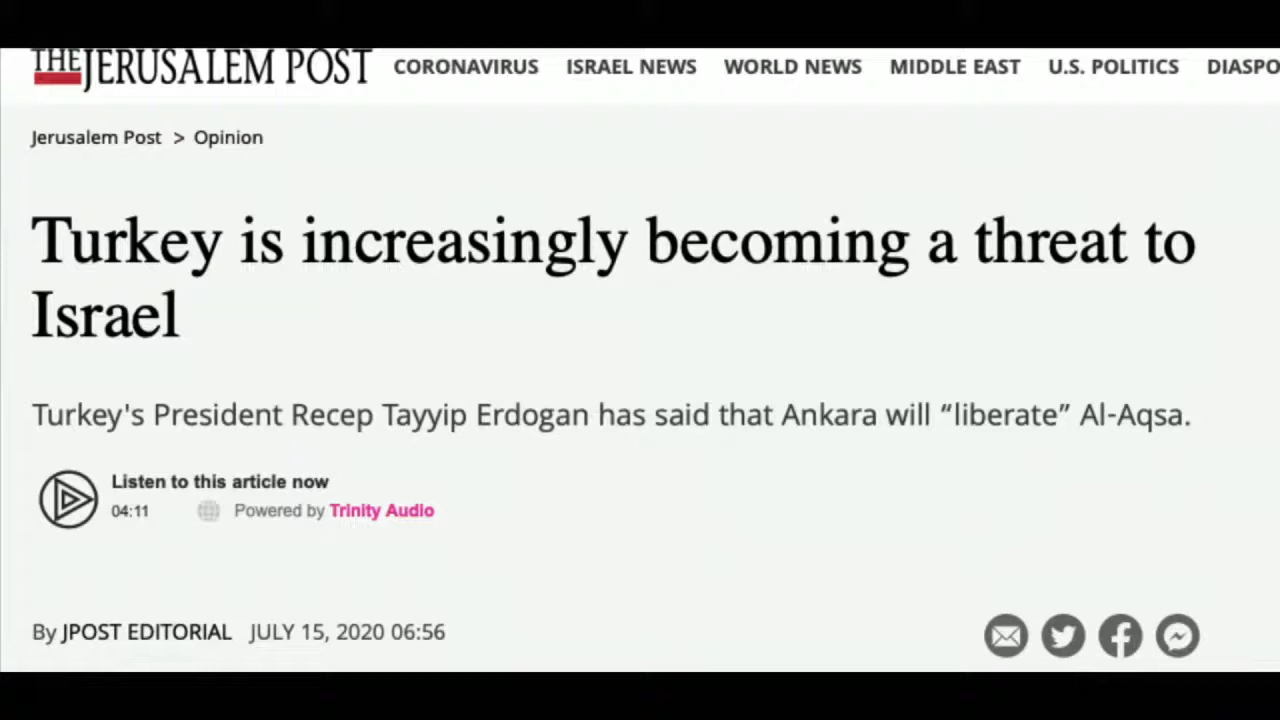 THE JERUSALEM POST CORONAVIRUS ISRAEL NEWS WORLD NEWS MIDDLE EAST U.S. POLITICS DIASPO
Jerusalem Post > Opinion
Turkey is increasingly becoming a threat to
Israel
Turkey's President Recep Tayyip Erdogan has said that Ankara will “liberate” Al-Aqsa.
Listen to this article now
04:11 Powered by Trinity Audio
By JPOST EDITORIAL JULY 15, 2020 06:56